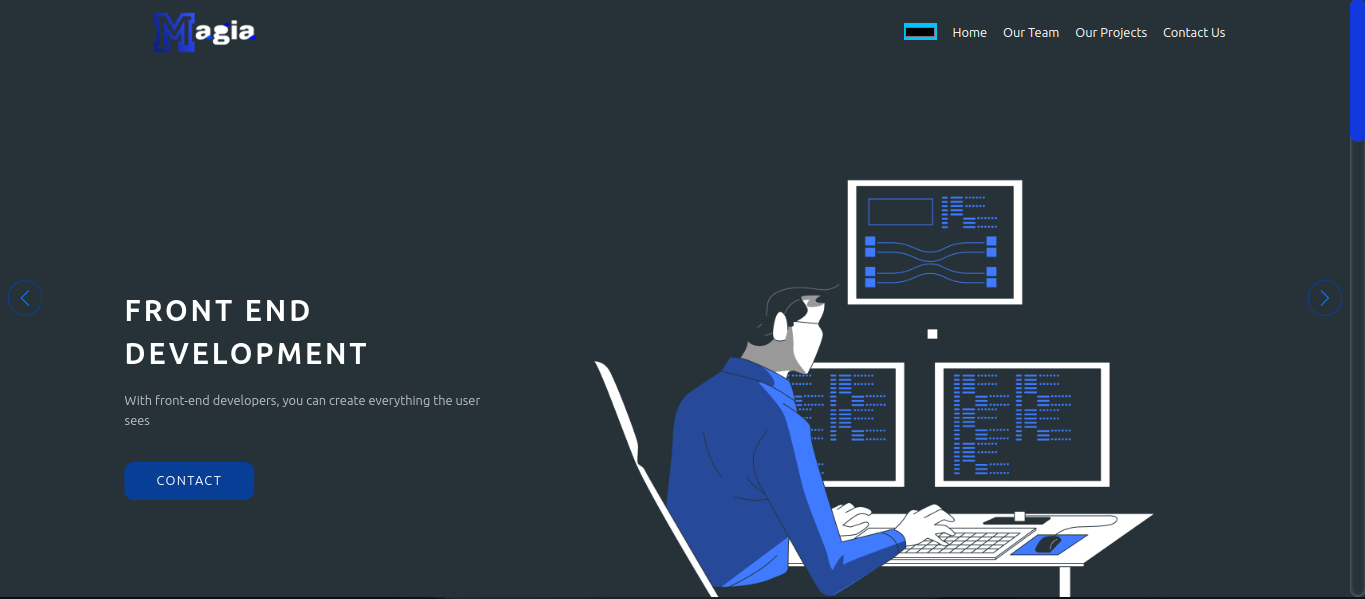 Magia
Home Our Team Our Projects Contact Us
FRONT END
DEVELOPMENT
With front-end developers, you can create everything the user
sees
CONTACT